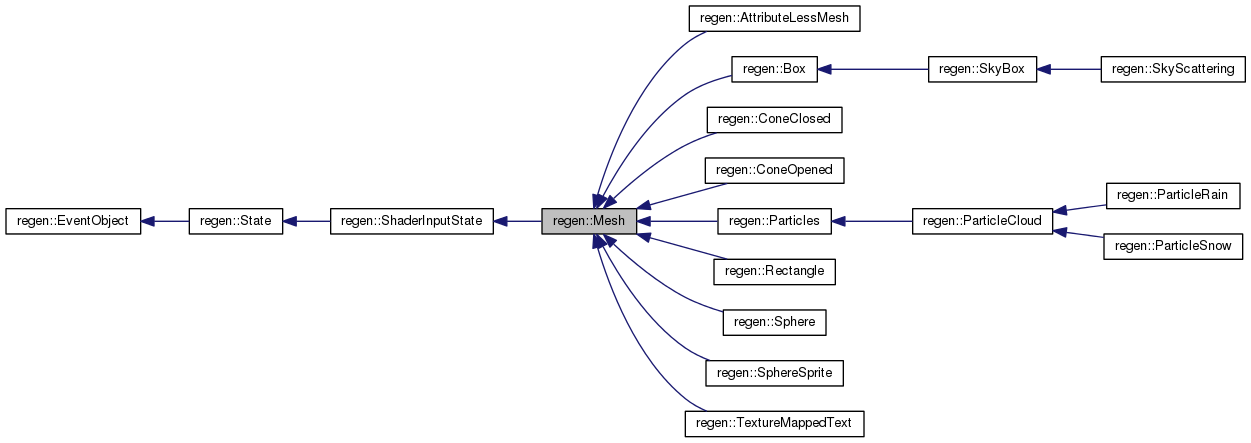 regen::AttributeLessMesh
regen::Box
regen::SkyBox
regen::SkyScattering
regen::ConeClosed
regen::ConeOpened
regen::ParticleRain
regen::EventObject
regen::State
regen::ShaderInputState
regen::Mesh
regen::Particles
regen::ParticleCloud
regen::ParticleSnow
regen::Rectangle
regen::Sphere
regen::SphereSprite
regen::TextureMappedText